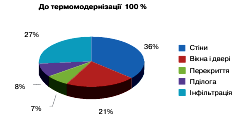 До термомодернізації 100 %
27%
36%
8%
7%
21%
Стіни
Вікна і двері
Перекриття
Підлога
Інфільтрація